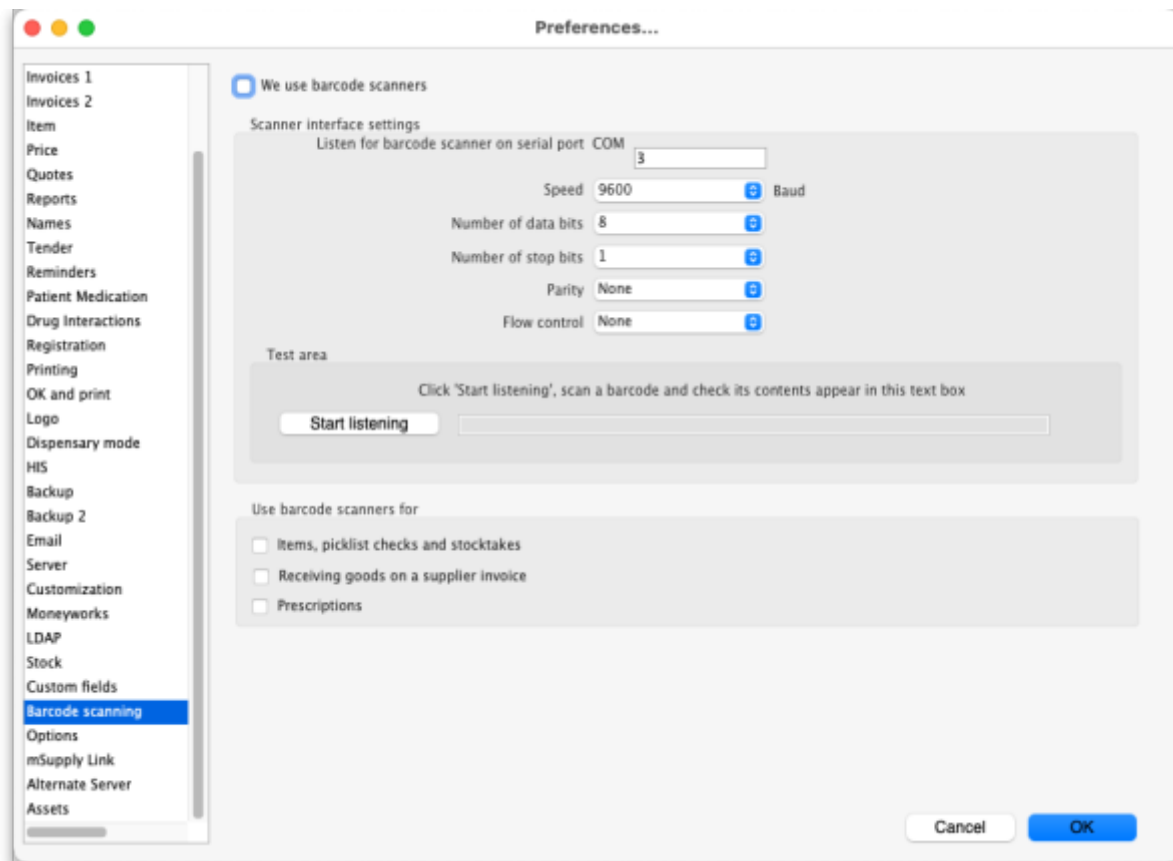 Preferences...
Invoices 1
Invoices 2
Item
Price
Quotes
Reports
Names
Tender
Reminders
Patient Medication
Drug Interactions
Registration
Printing
OK and print
Logo
Dispensary mode
HIS
Backup
Backup 2
Email
Server
Customization
Moneyworks
LDAP
Stock
Custom fields
Barcode scanning
Options
mSupply Link
Alternate Server
Assets
We use barcode scanners
Scanner interface settings
Listen for barcode scanner on serial port COM 3
Speed 9600 Baud
Number of data bits 8
Number of stop bits 1
Parity None
Flow control None
Test area
Click 'Start listening', scan a barcode and check its contents appear in this text box
Start listening
Use barcode scanners for
Items, picklist checks and stocktakes
Receiving goods on a supplier invoice
Prescriptions
Cancel OK